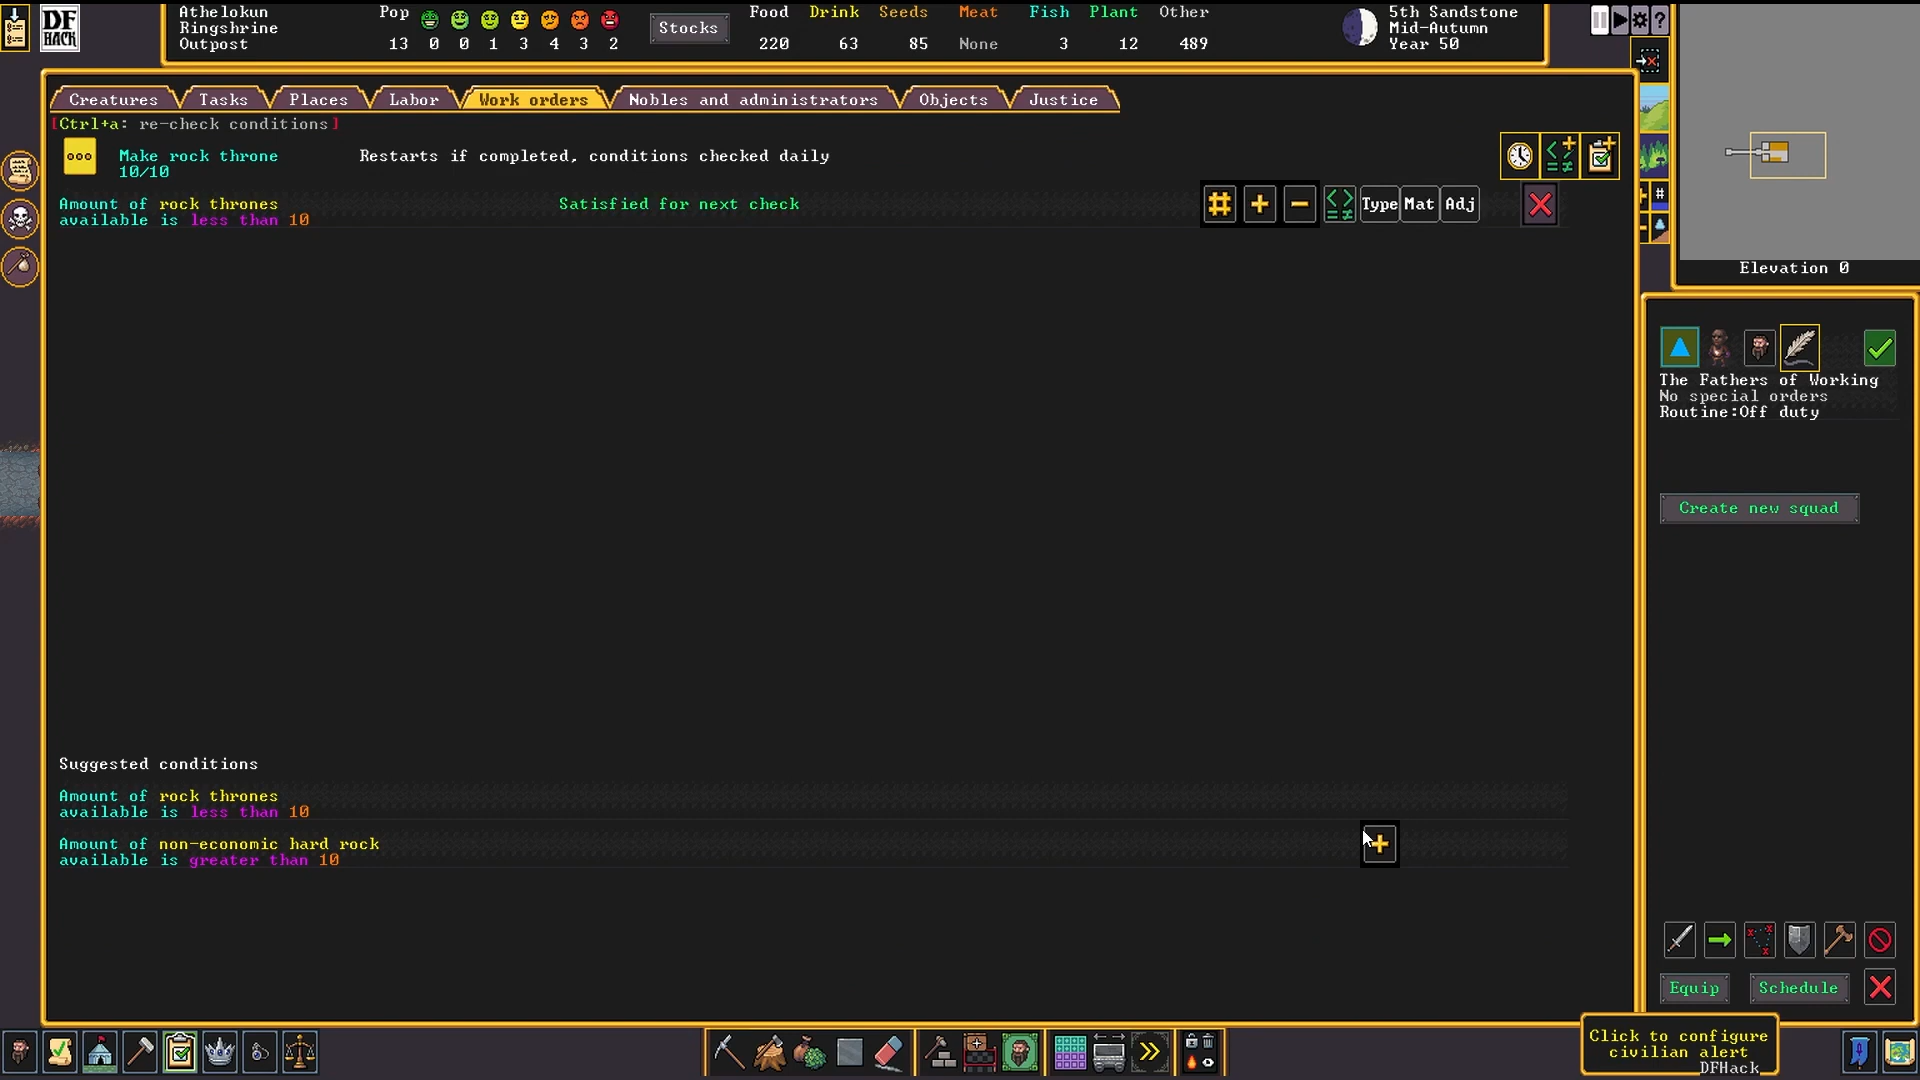 DF
HACK
Athelokun
Ringshrine
Outpost
Pop
13 0 0 1 3 4 3 2
Stocks
Food Drink Seeds Meat Fish Plant Other
220 63 85 None 3 12 489
5th Sandstone
Mid-Autumn
Year 50
?
Creatures Tasks Places Labor Work orders Nobles and administrators Objects Justice
[Ctrl+a: re-check conditions]
Make rock throne
10/10
Restarts if completed, conditions checked daily
Amount of rock thrones
available is less than 10
Satisfied for next check
Type Mat Adj
Suggested conditions
Amount of rock thrones
available is less than 10
Amount of non-economic hard rock
available is greater than 10
Elevation 0
The Fathers of Working
No special orders
Routine:Off duty
Create new squad
Equip Schedule
Click to configure
civilian alert
DFHack